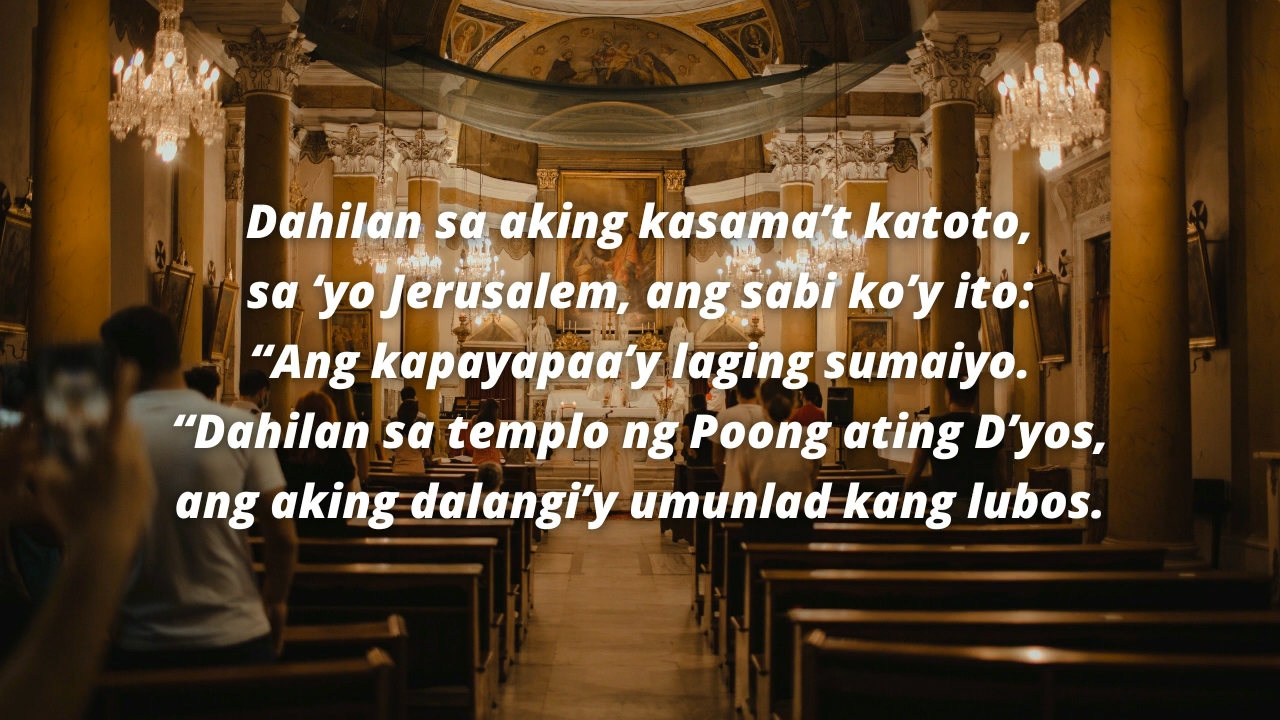 Dahilan sa aking kasama’t katoto,
sa ‘yo Jerusalem, ang sabi ko’y ito:
“Ang kapayapaa’y laging sumaiyo.
“Dahilan sa templo ng Poong ating D’yos,
ang aking dalangi’y umunlad kang lubos.